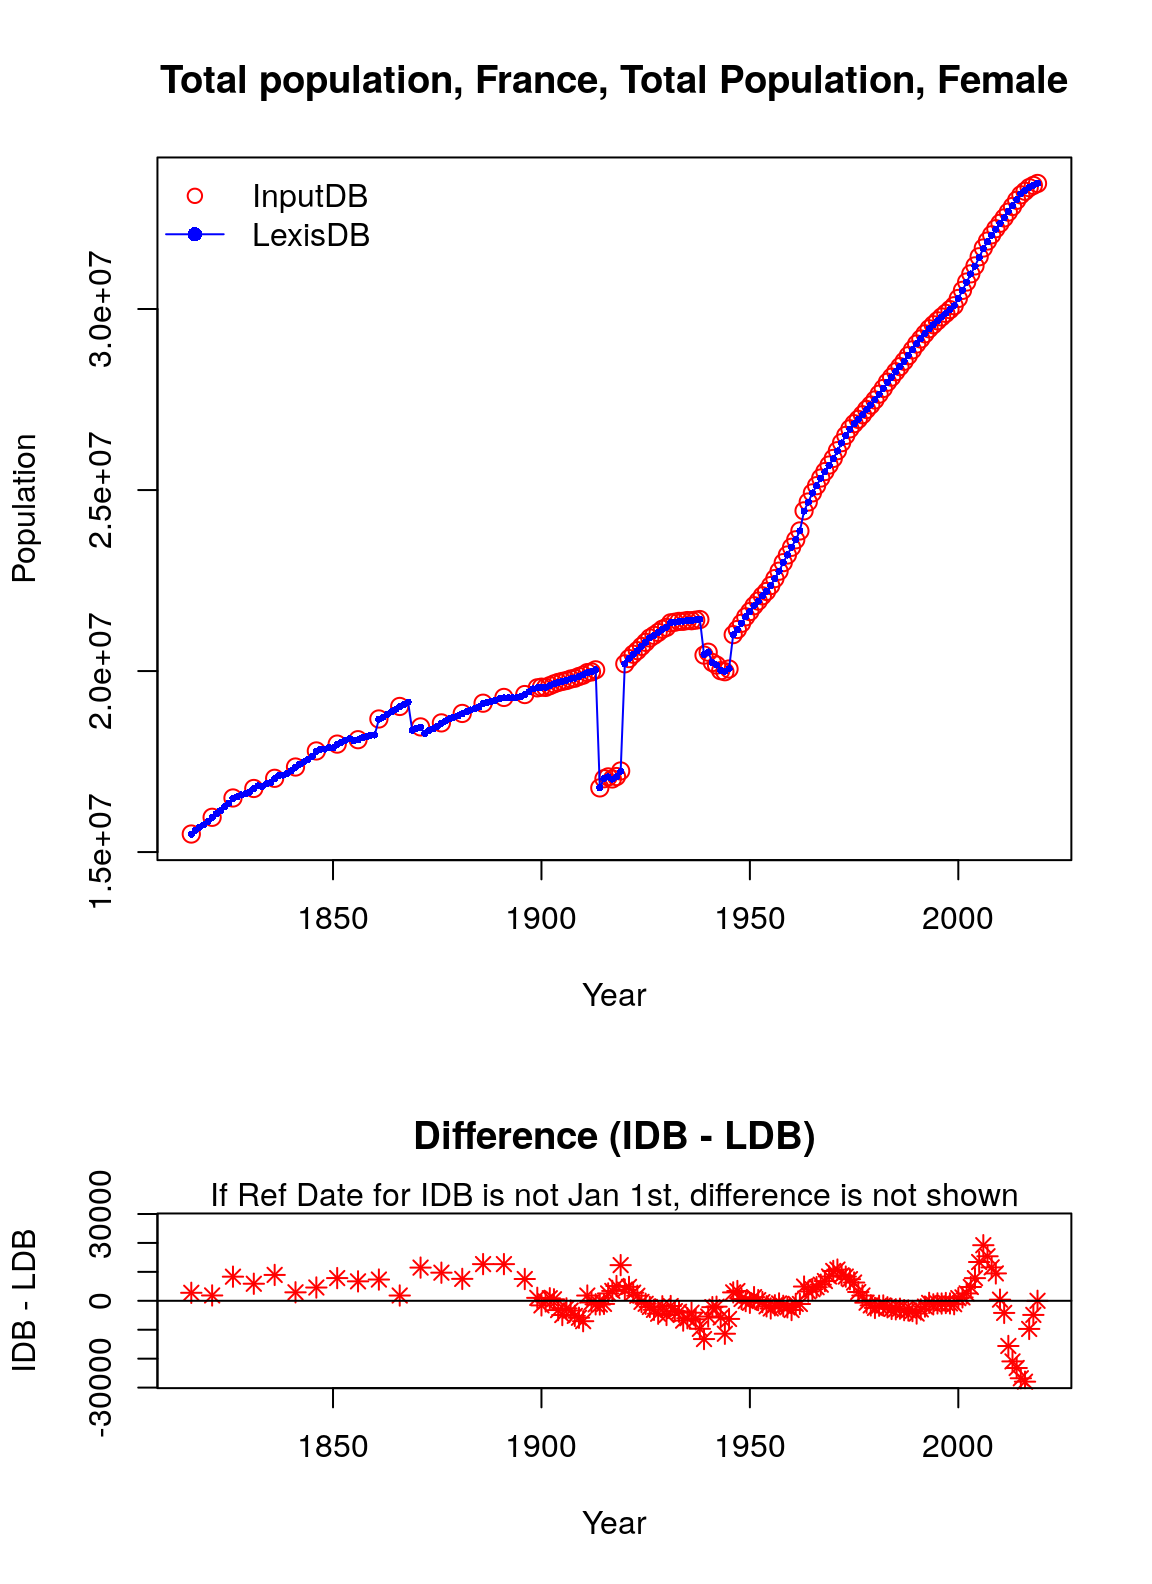 Total population, France, Total Population, Female
InputDB
LexisDB
Population
3.0e+07
2.5e+07
2.0e+07
1.5e+07
1850 1900 1950 2000
Year
Difference (IDB - LDB)
If Ref Date for IDB is not Jan 1st, difference is not shown
IDB - LDB
30000
0
-30000
1850 1900 1950 2000
Year